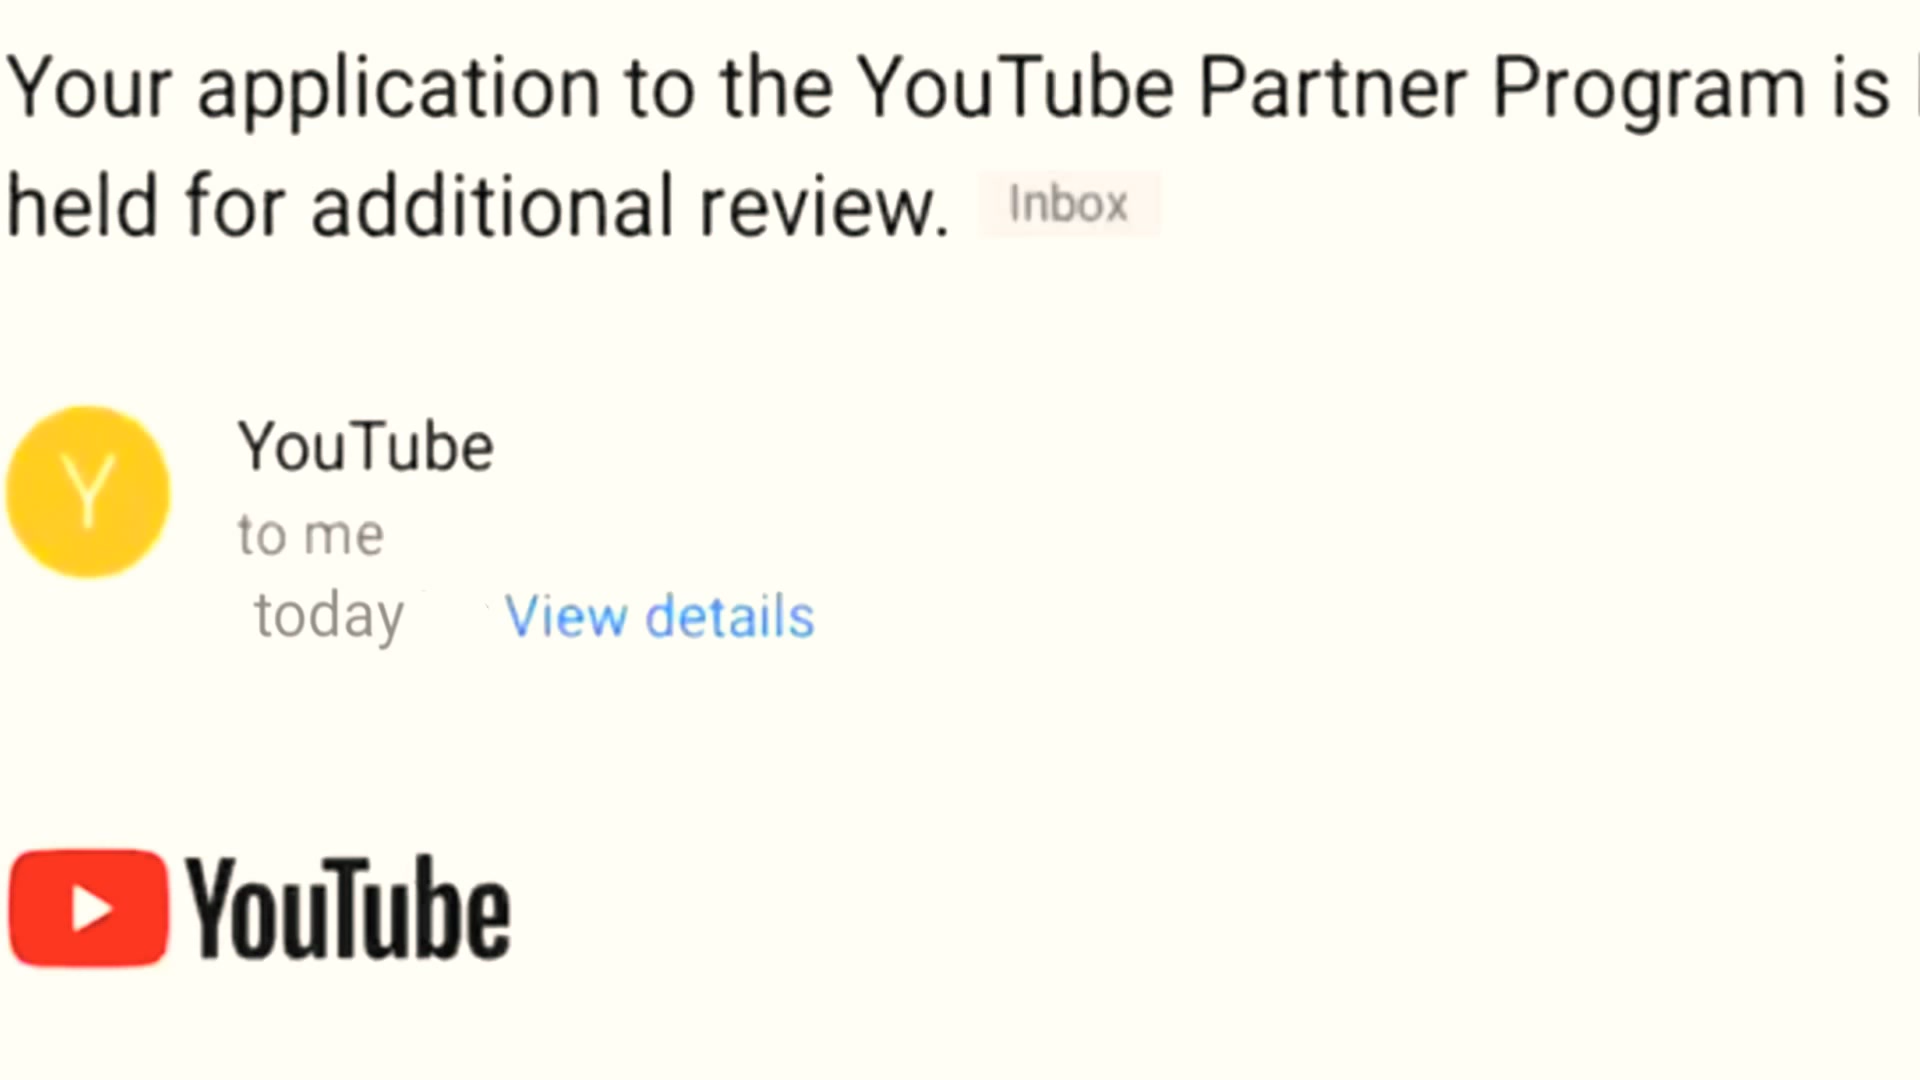 Your application to the YouTube Partner Program is
held for additional review. Inbox
Y
YouTube
to me
today View details
YouTube